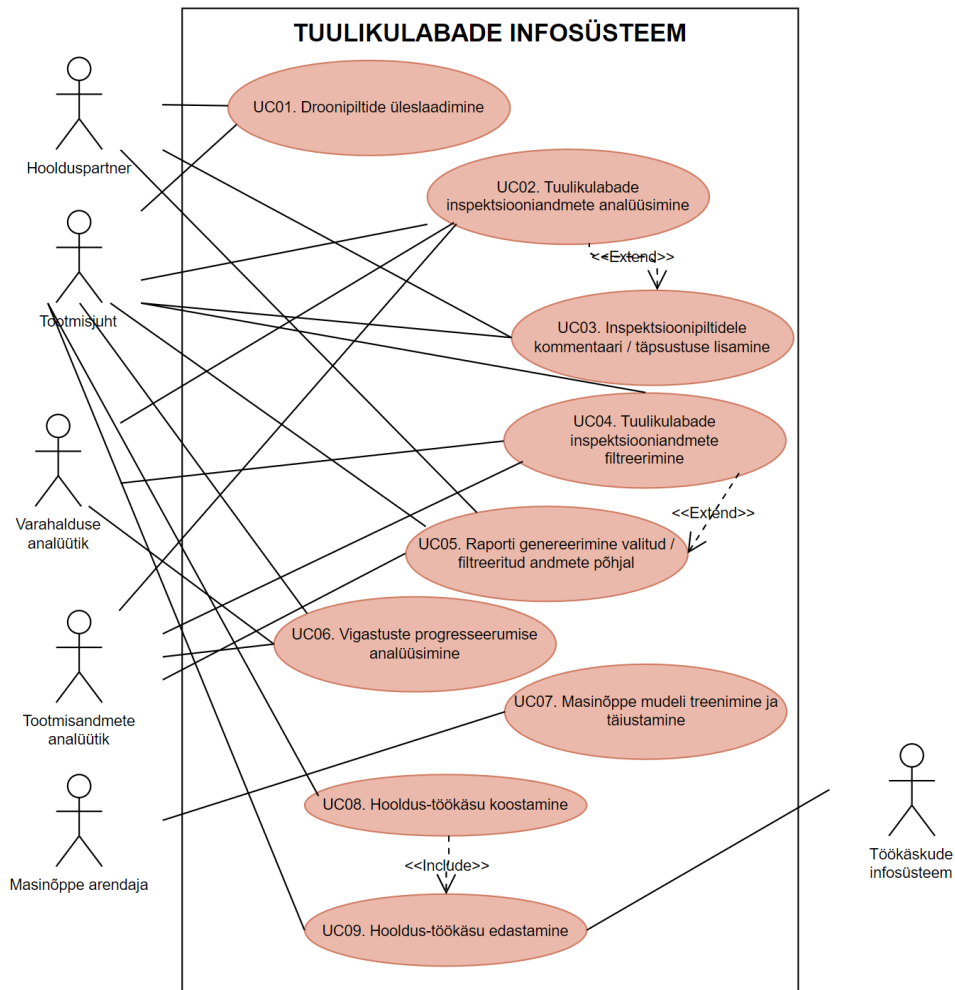 TUULIKULABADE INFOSÜSTEEM
UC01. Droonipiltide üleslaadimine
Hoolduspartner
UC02. Tuulikulabade
inspektsiooniandmete analüüsimine
<<Extend>>
Tootmisjuht
UC03. Inspektsioonipiltidele
kommentaari / täpsustuse lisamine
UC04. Tuulikulabade
inspektsiooniandmete
filtreerimine
<<Extend>>
Varahalduse
analüütik
UC05. Raporti genereerimine valitud /
filtreeritud andmete põhjal
UC06. Vigastuste progresseerumise
analüüsimine
Tootmisandmete
analüütik
UC07. Masinõppe mudeli treenimine ja
täiustamine
UC08. Hooldus-töökäsu koostamine
Masinõppe arendaja
<<Include>>
Töökäskude
infosüsteem
UC09. Hooldus-töökäsu edastamine